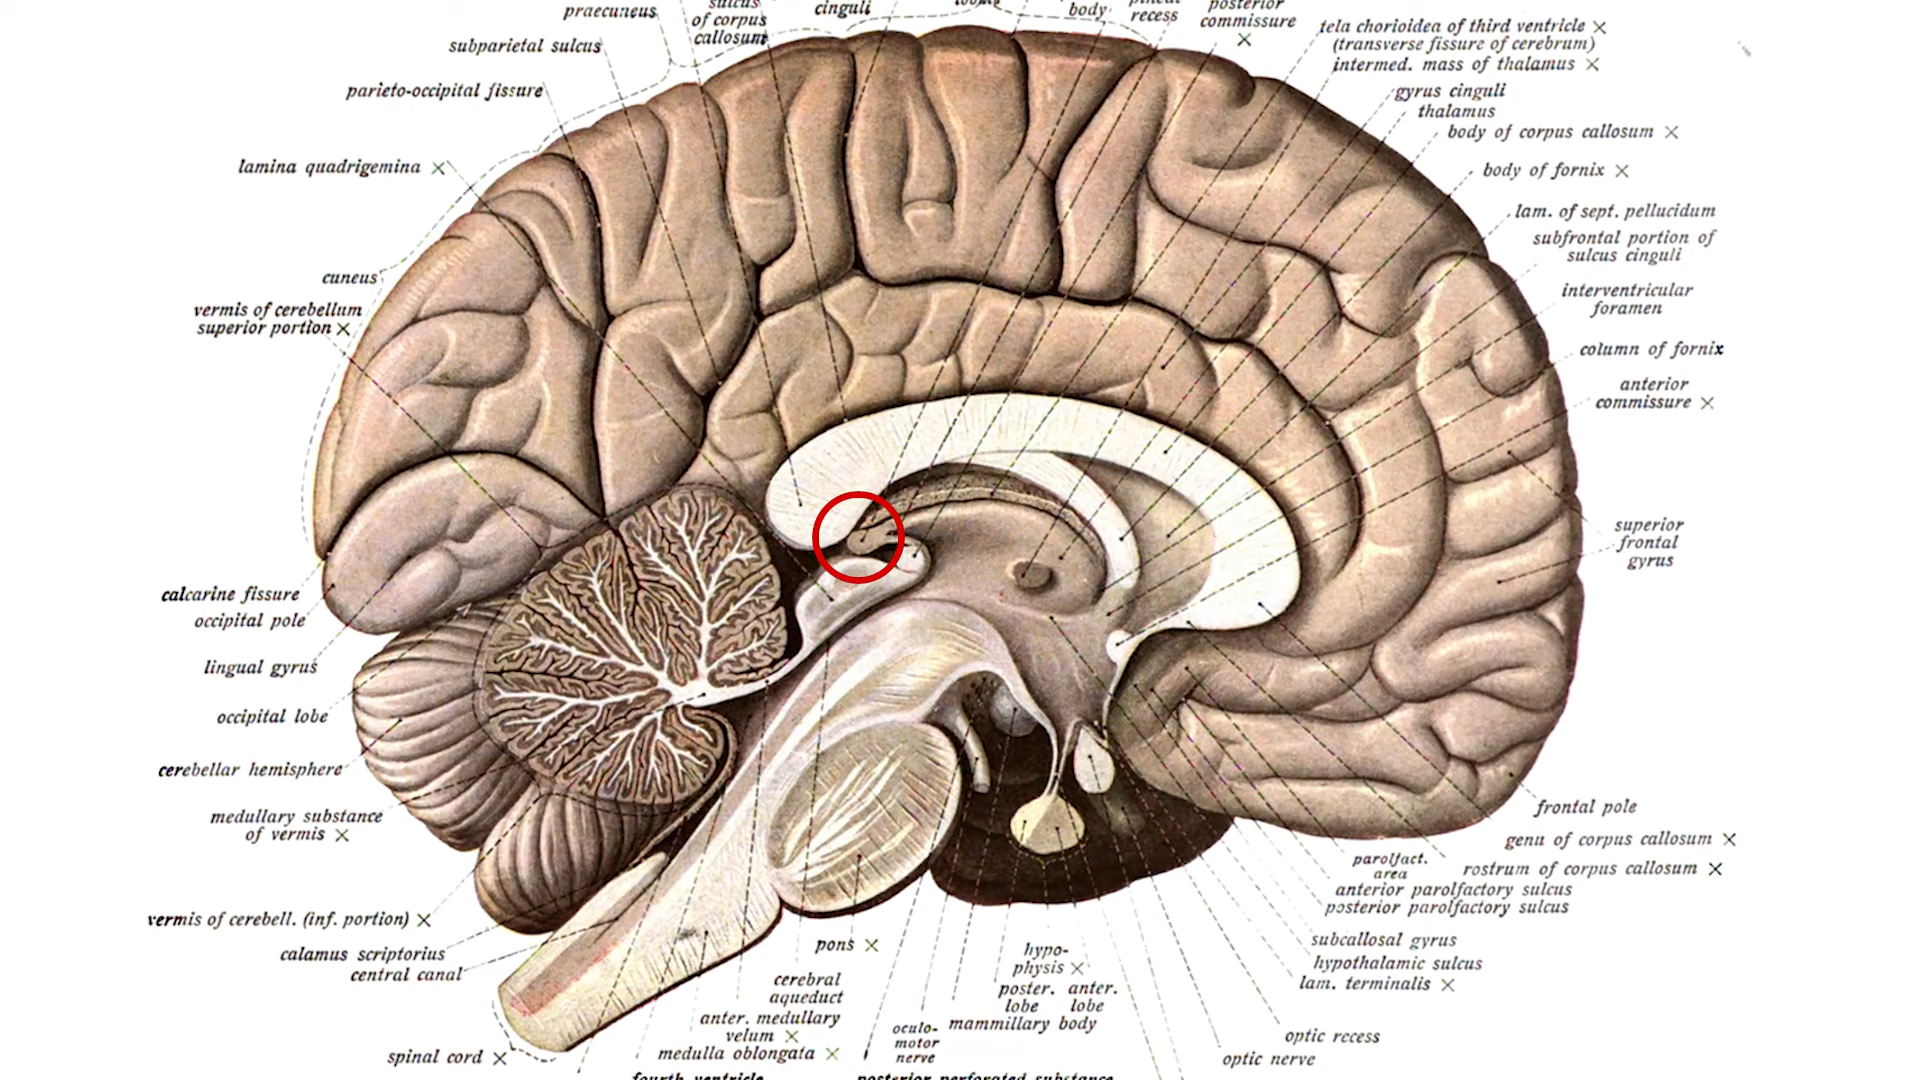 praecuneus
sulcus
of corpus
callosum
cinguli
body
recess
posterior
commissure
subparietal sulcus
parieto-occipital fissure
lamina quadrigemina
cuneus
vermis of cerebellum
superior portion
calcarine fissure
occipital pole
lingual gyrus
occipital lobe
cerebellar hemisphere
medullary substance
of vermis
vermis of cerebell. (inf. portion)
calamus scriptorius
central canal
spinal cord
tela chorioidea of third ventricle
(transverse fissure of cerebrum)
intermed. mass of thalamus
gyrus cinguli
thalamus
body of corpus callosum
body of fornix
lam. of sept. pellucidum
subfrontal portion of
sulcus cinguli
interventricular
foramen
column of fornix
anterior
commissure
superior
frontal
gyrus
frontal pole
genu of corpus callosum
rostrum of corpus callosum
parolfact.
area
anterior parolfactory sulcus
posterior parolfactory sulcus
subcallosal gyrus
hypothalamic sulcus
lam. terminalis
optic recess
optic nerve
pons
cerebral
aqueduct
anter. medullary
velum
medulla oblongata
fourth ventricle
hypo-
physis
poster. anter.
lobe lobe
mammillary body
oculo-
motor
nerve
posterior perforated substance